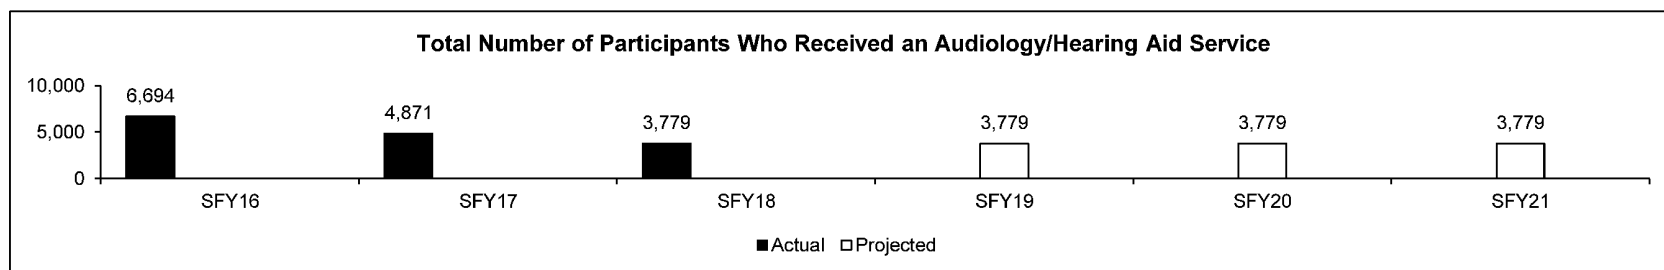 Total Number of Participants Who Received an Audiology/Hearing Aid Service
10,000
5,000
0
6,694
4,871
3,779
3,779
3,779
3,779
SFY16
SFY17
SFY18
SFY19
SFY20
SFY21
Actual Projected